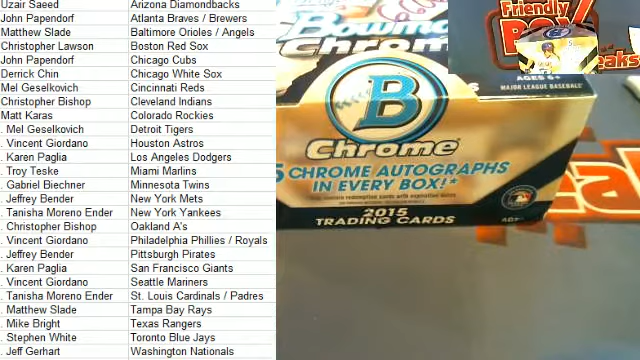 Uzair Saeed Arizona Diamondbacks
John Papendorf Atlanta Braves / Brewers
Matthew Slade Baltimore Orioles / Angels
Christopher Lawson Boston Red Sox
John Papendorf Chicago Cubs
Derrick Chin Chicago White Sox
Mel Geselkovich Cincinnati Reds
Christopher Bishop Cleveland Indians
Matt Karas Colorado Rockies
. Mel Geselkovich Detroit Tigers
. Vincent Giordano Houston Astros
. Karen Paglia Los Angeles Dodgers
. Troy Teske Miami Marlins
. Gabriel Biechner Minnesota Twins
. Jeffrey Bender New York Mets
. Tanisha Moreno Ender New York Yankees
. Christopher Bishop Oakland A's
. Vincent Giordano Philadelphia Phillies / Royals
. Jeffrey Bender Pittsburgh Pirates
. Karen Paglia San Francisco Giants
. Vincent Giordano Seattle Mariners
. Tanisha Moreno Ender St. Louis Cardinals / Padres
. Matthew Slade Tampa Bay Rays
. Mike Bright Texas Rangers
. Stephen White Toronto Blue Jays
. Jeff Gerhart Washington Nationals
Bowman
Chrome
Friendly
AGES 6+
MAJOR LEAGUE BASEBALL
B
Chrome
5 CHROME AUTOGRAPHS
IN EVERY BOX!*
2015
TRADING CARDS